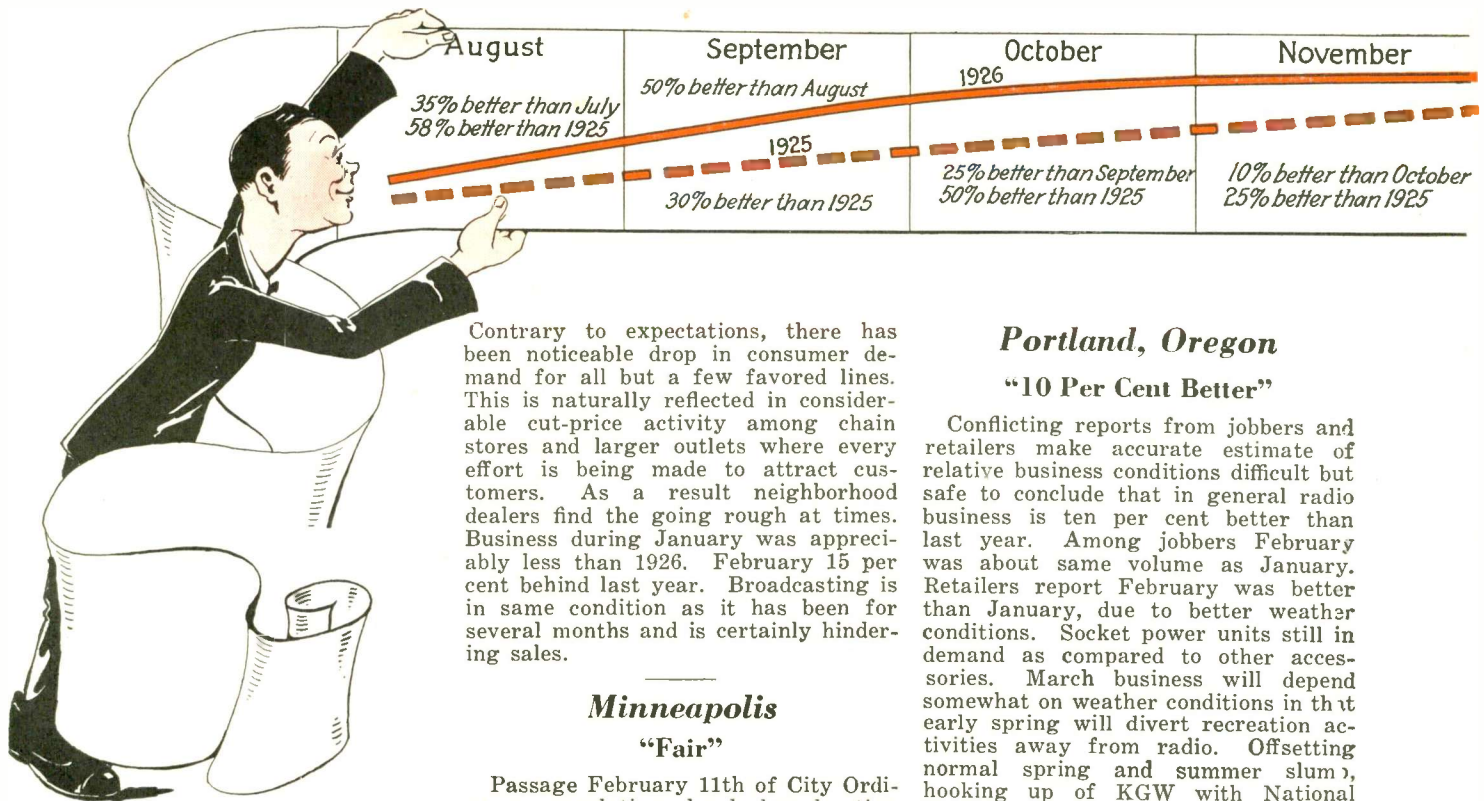 August
35% better than July
58% better than 1925
September
50% better than August
1925
30% better than 1925
October
1926
25% better than September
50% better than 1925
November
10% better than October
25% better than 1925
Contrary to expectations, there has
been noticeable drop in consumer de-
mand for all but a few favored lines.
This is naturally reflected in consider-
able cut-price activity among chain
stores and larger outlets where every
effort is being made to attract cus-
tomers. As a result neighborhood
dealers find the going rough at times.
Business during January was appreci-
ably less than 1926. February 15 per
cent behind last year. Broadcasting is
in same condition as it has been for
several months and is certainly hinder-
ing sales.
Minneapolis
“Fair”
Passage February 11th of City Ordi-
Portland, Oregon
“10 Per Cent Better”
Conflicting reports from jobbers and
retailers make accurate estimate of
relative business conditions difficult but
safe to conclude that in general radio
business is ten per cent better than
last year. Among jobbers February
was about same volume as January.
Retailers report February was better
than January, due to better weather
conditions. Socket power units still in
demand as compared to other acces-
sories. March business will depend
somewhat on weather conditions in that
early spring will divert recreation ac-
tivities away from radio. Offsetting
normal spring and summer slump,
hooking up of KGW with National